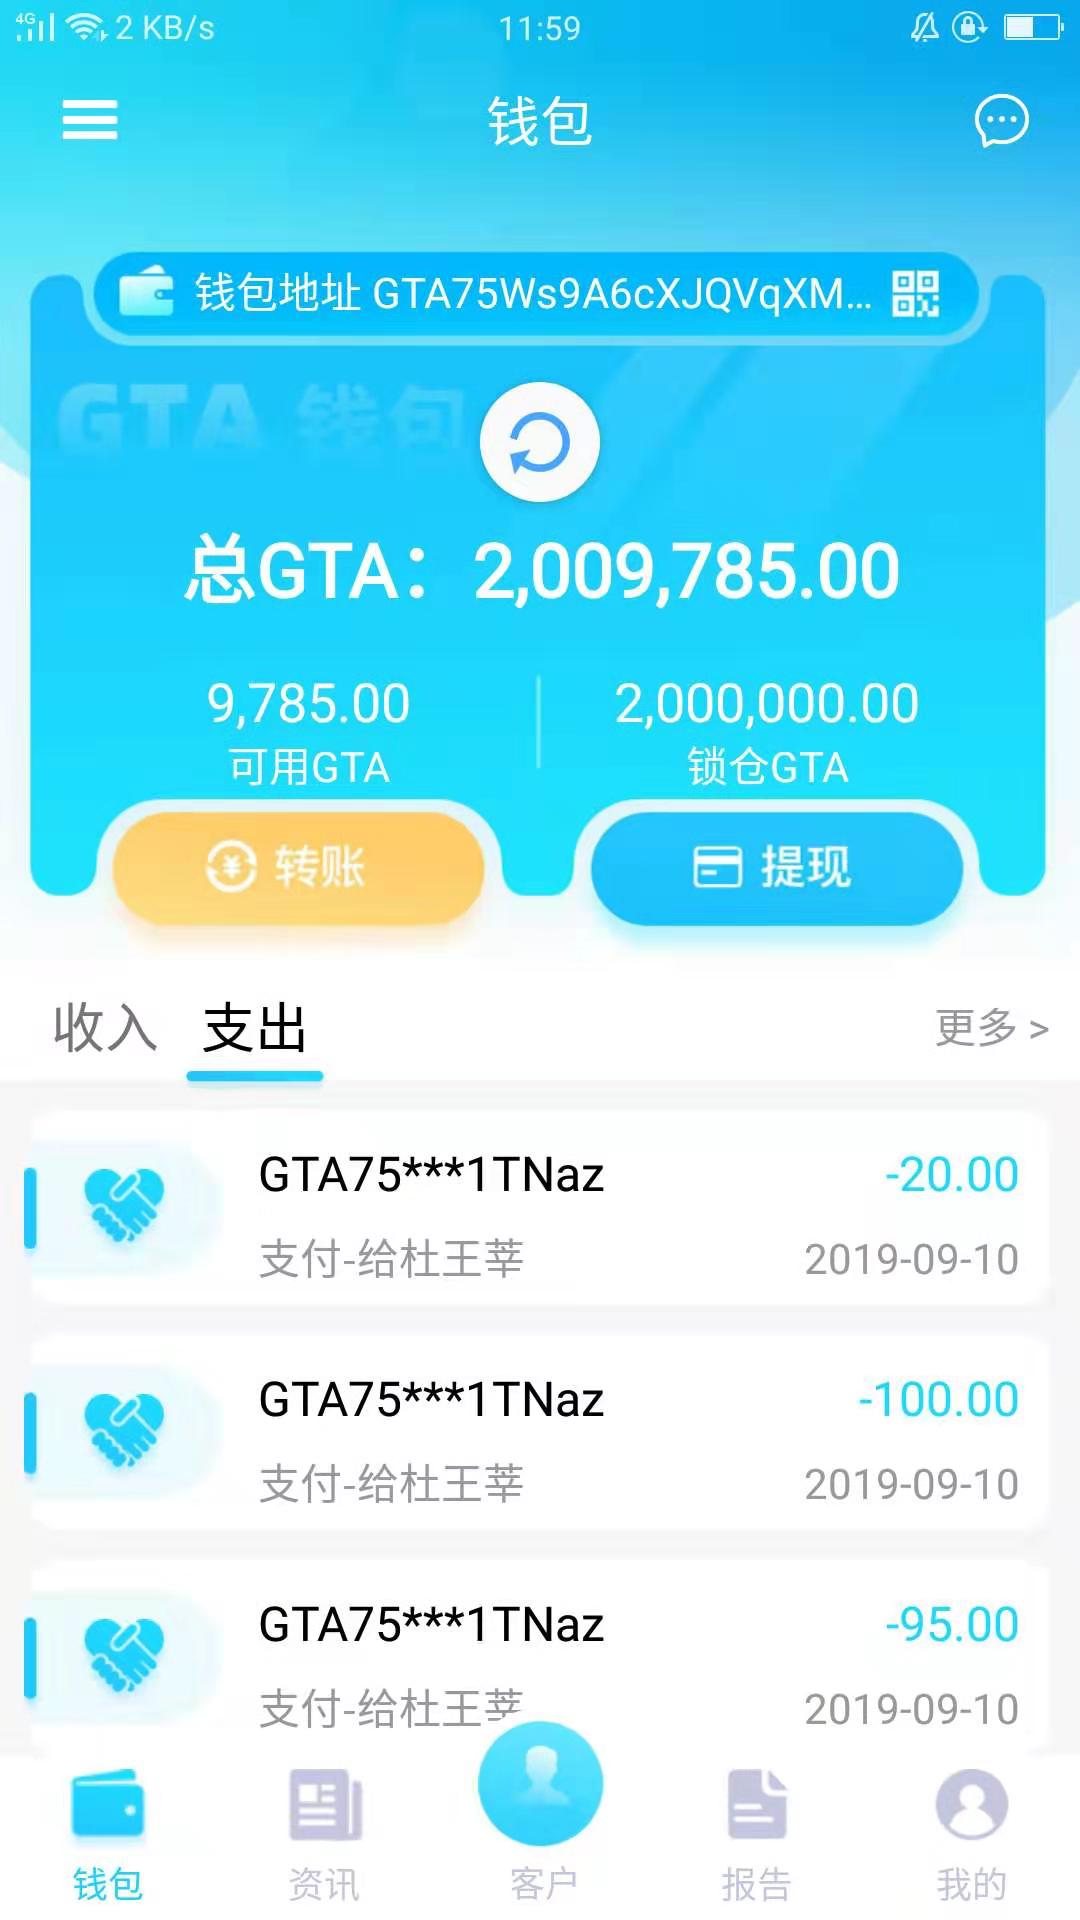 4G 2 KB/s 11:59
钱包
钱包地址 GTA75Ws9A6cXJQVqXM...
GTA 钱包
总GTA：2,009,785.00
9,785.00 2,000,000.00
可用GTA 锁仓GTA
转账 提现
收入 支出 更多 >
GTA75***1TNaz -20.00
支付-给杜王莘 2019-09-10
GTA75***1TNaz -100.00
支付-给杜王莘 2019-09-10
GTA75***1TNaz -95.00
支付-给杜王莘 2019-09-10
钱包 资讯 客户 报告 我的